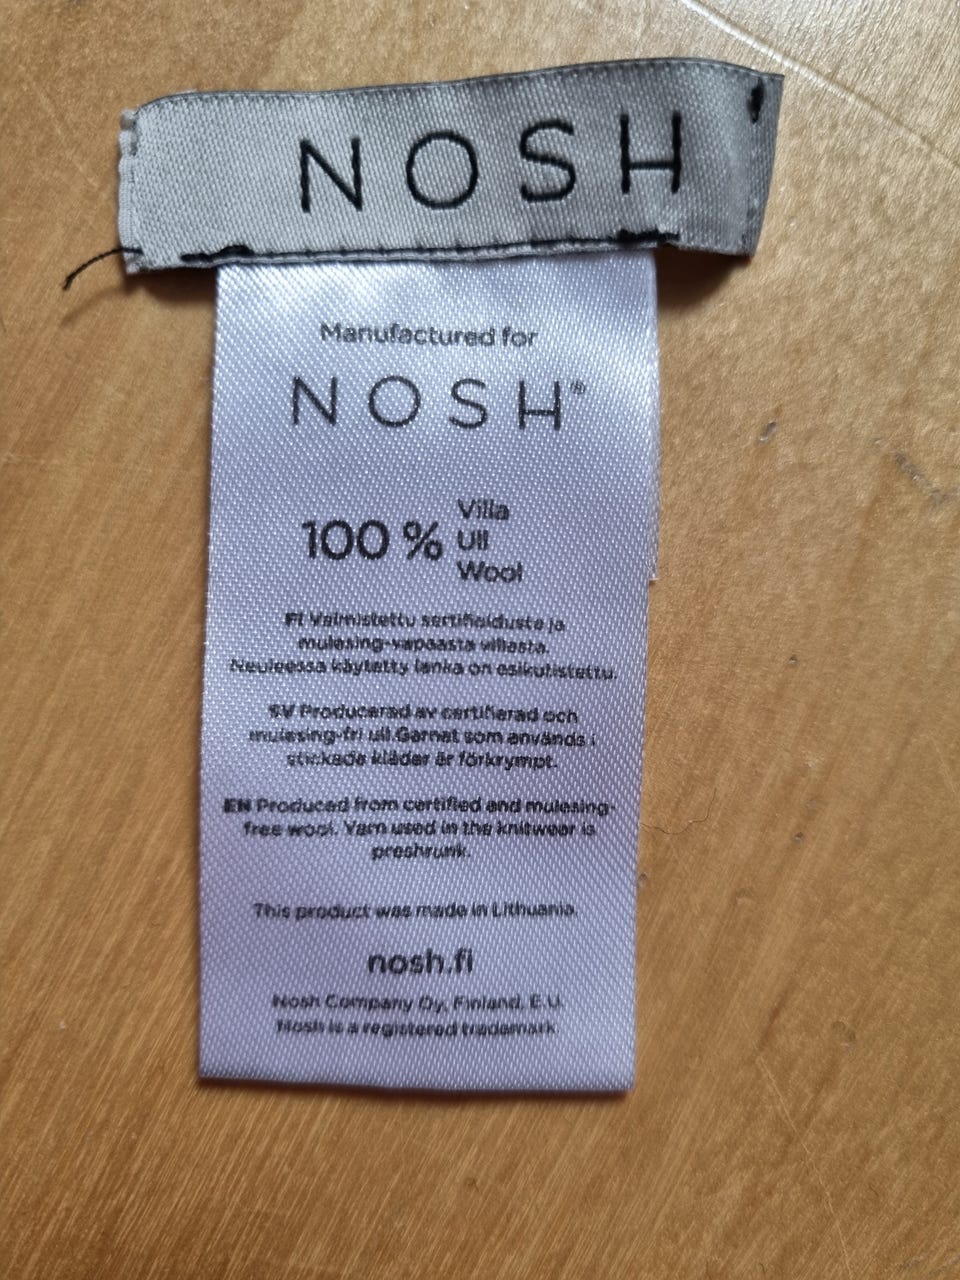 NOSH
Manufactured for
NOSH®
100 % Villa
Ull
Wool
FI Valmistettu sertifioidusta ja
mulesing-vapaasta villasta.
Neuleessa käytetty lanka on esikutistettu.
SV Producerad av certifierad och
mulesing-fri ull.Garnet som används i
stickade kläder är förkrympt.
EN Produced from certified and mulesing-
free wool. Yarn used in the knitwear is
preshrunk.
This product was made in Lithuania.
nosh.fi
Nosh Company Oy, Finland, E.U.
Nosh is a registered trademark